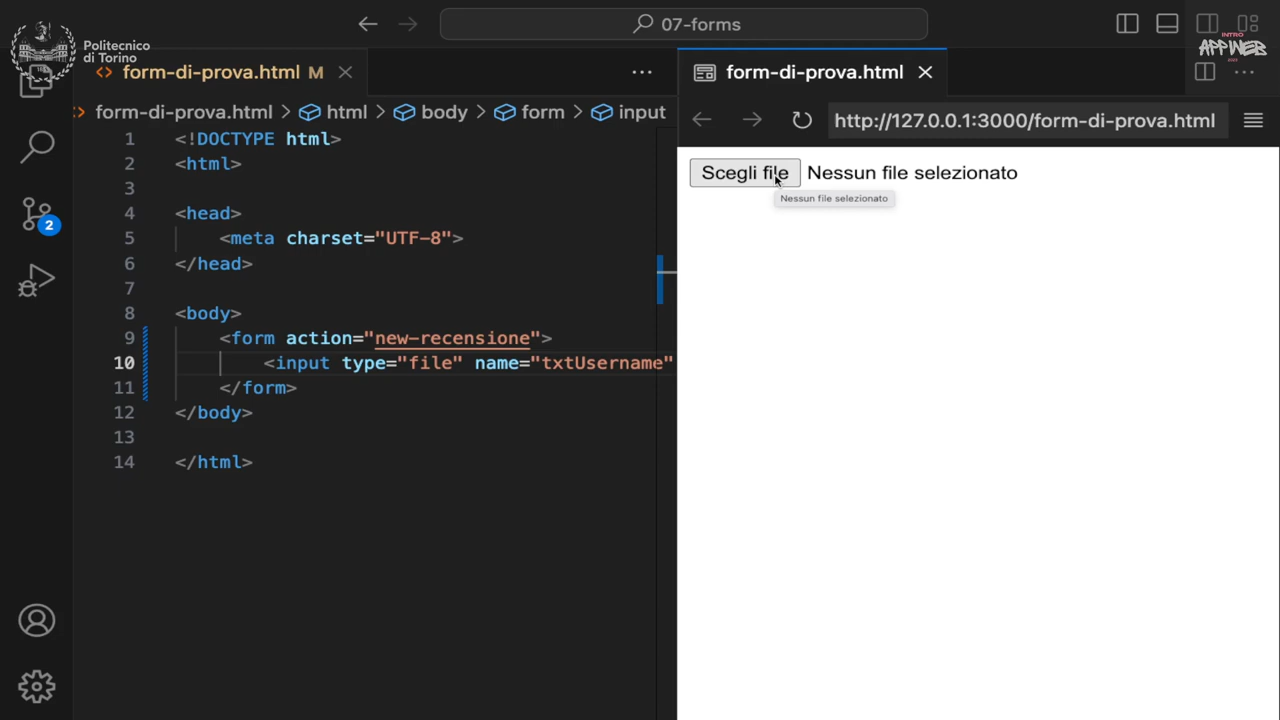 07-forms
Politecnico
di Torino
INTRO
APPIWEB
form-di-prova.html M
form-di-prova.html
form-di-prova.html > html > body > form > input
http://127.0.0.1:3000/form-di-prova.html
1 <!DOCTYPE html>
2 <html>
3
4 <head>
5 <meta charset="UTF-8">
6 </head>
7
8 <body>
9 <form action="new-recensione">
10 <input type="file" name="txtUsername"
11 </form>
12 </body>
13
14 </html>
2
Scegli file Nessun file selezionato
Nessun file selezionato